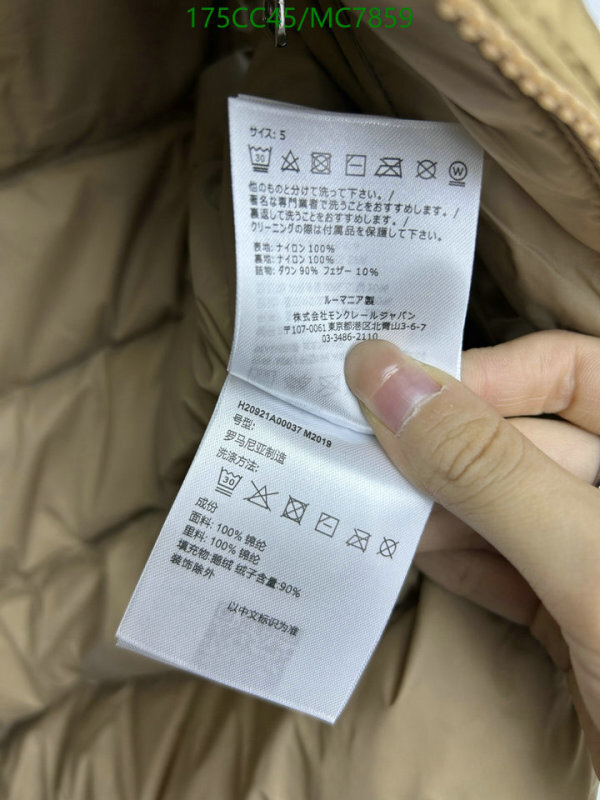 175CC45/MC7859
サイズ: 5
30
W
他のものと分けて洗って下さい。/
著名な専門業者で洗うことをおすすめします。/
裏返して洗うことをおすすめします。/
クリーニングの際は付属品を保護して下さい。
表地: ナイロン 100%
裏地: ナイロン 100%
詰物: ダウン 90% フェザー 10%
ルーマニア製
株式会社モンクレールジャパン
〒107-0061 東京都港区北青山3-6-7
03-3486-2110
H20921A00037 M2019
号型:
罗马尼亚制造
洗涤方法:
30
成份
面料: 100% 锦纶
里料: 100% 锦纶
填充物: 鹅绒 绒子含量:90%
装饰除外
以中文标识为准